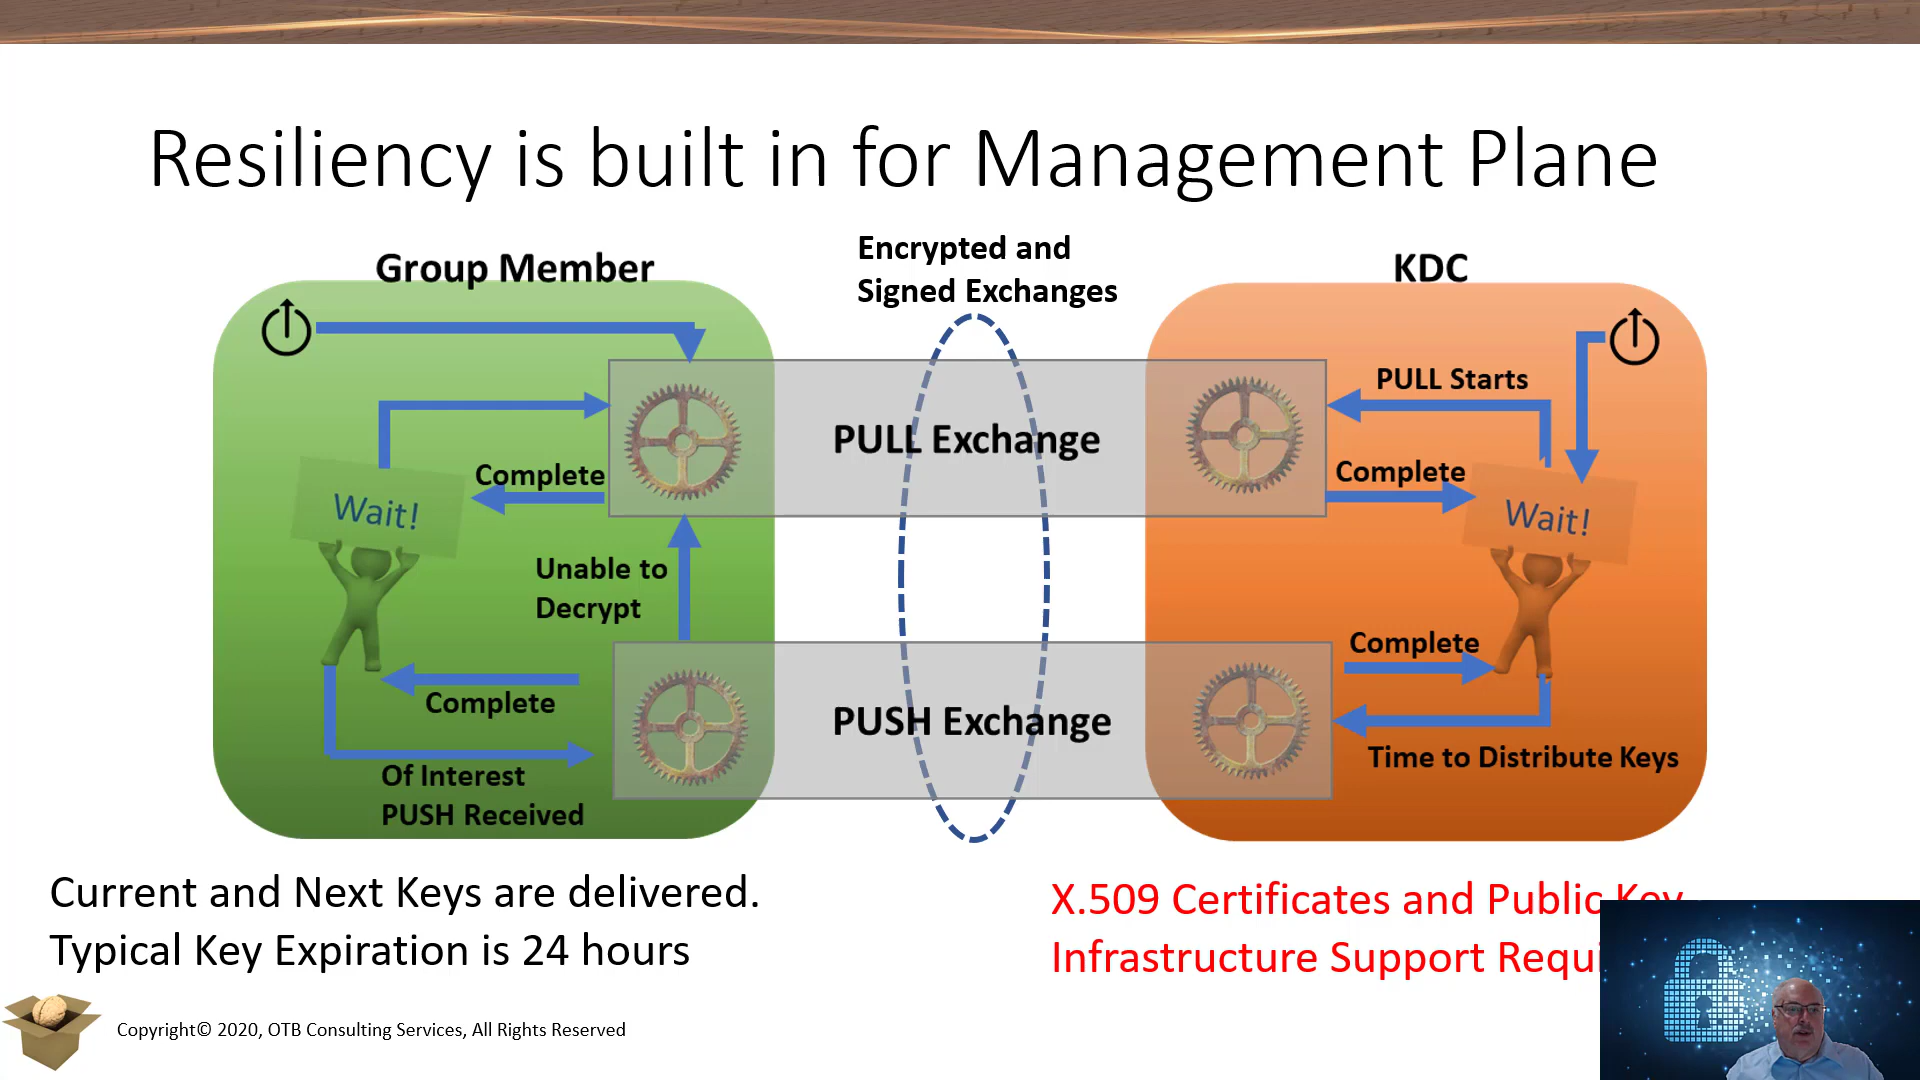 Resiliency is built in for Management Plane
Group Member
Encrypted and
Signed Exchanges
KDC
PULL Exchange
PULL Starts
Complete
Complete
Wait!
Wait!
Unable to
Decrypt
Complete
Complete
PUSH Exchange
Time to Distribute Keys
Of Interest
PUSH Received
Current and Next Keys are delivered.
Typical Key Expiration is 24 hours
X.509 Certificates and Public Key
Infrastructure Support
Copyright© 2020, OTB Consulting Services, All Rights Reserved